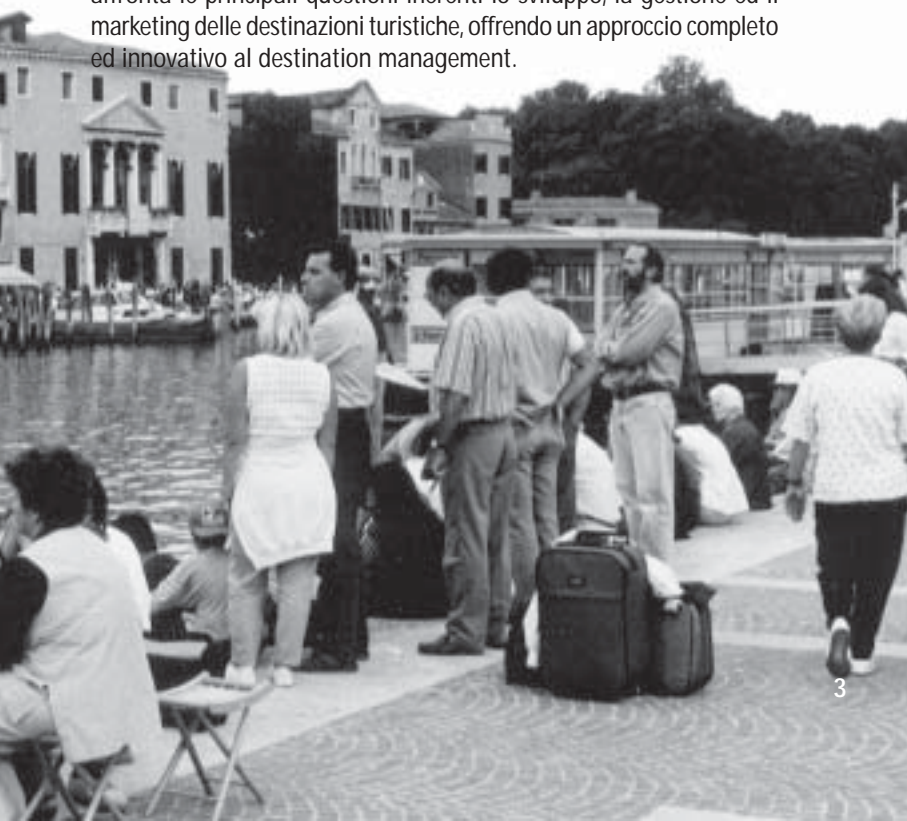 affronta le principali questioni inerenti lo sviluppo, la gestione ed il
marketing delle destinazioni turistiche, offrendo un approccio completo
ed innovativo al destination management.
3